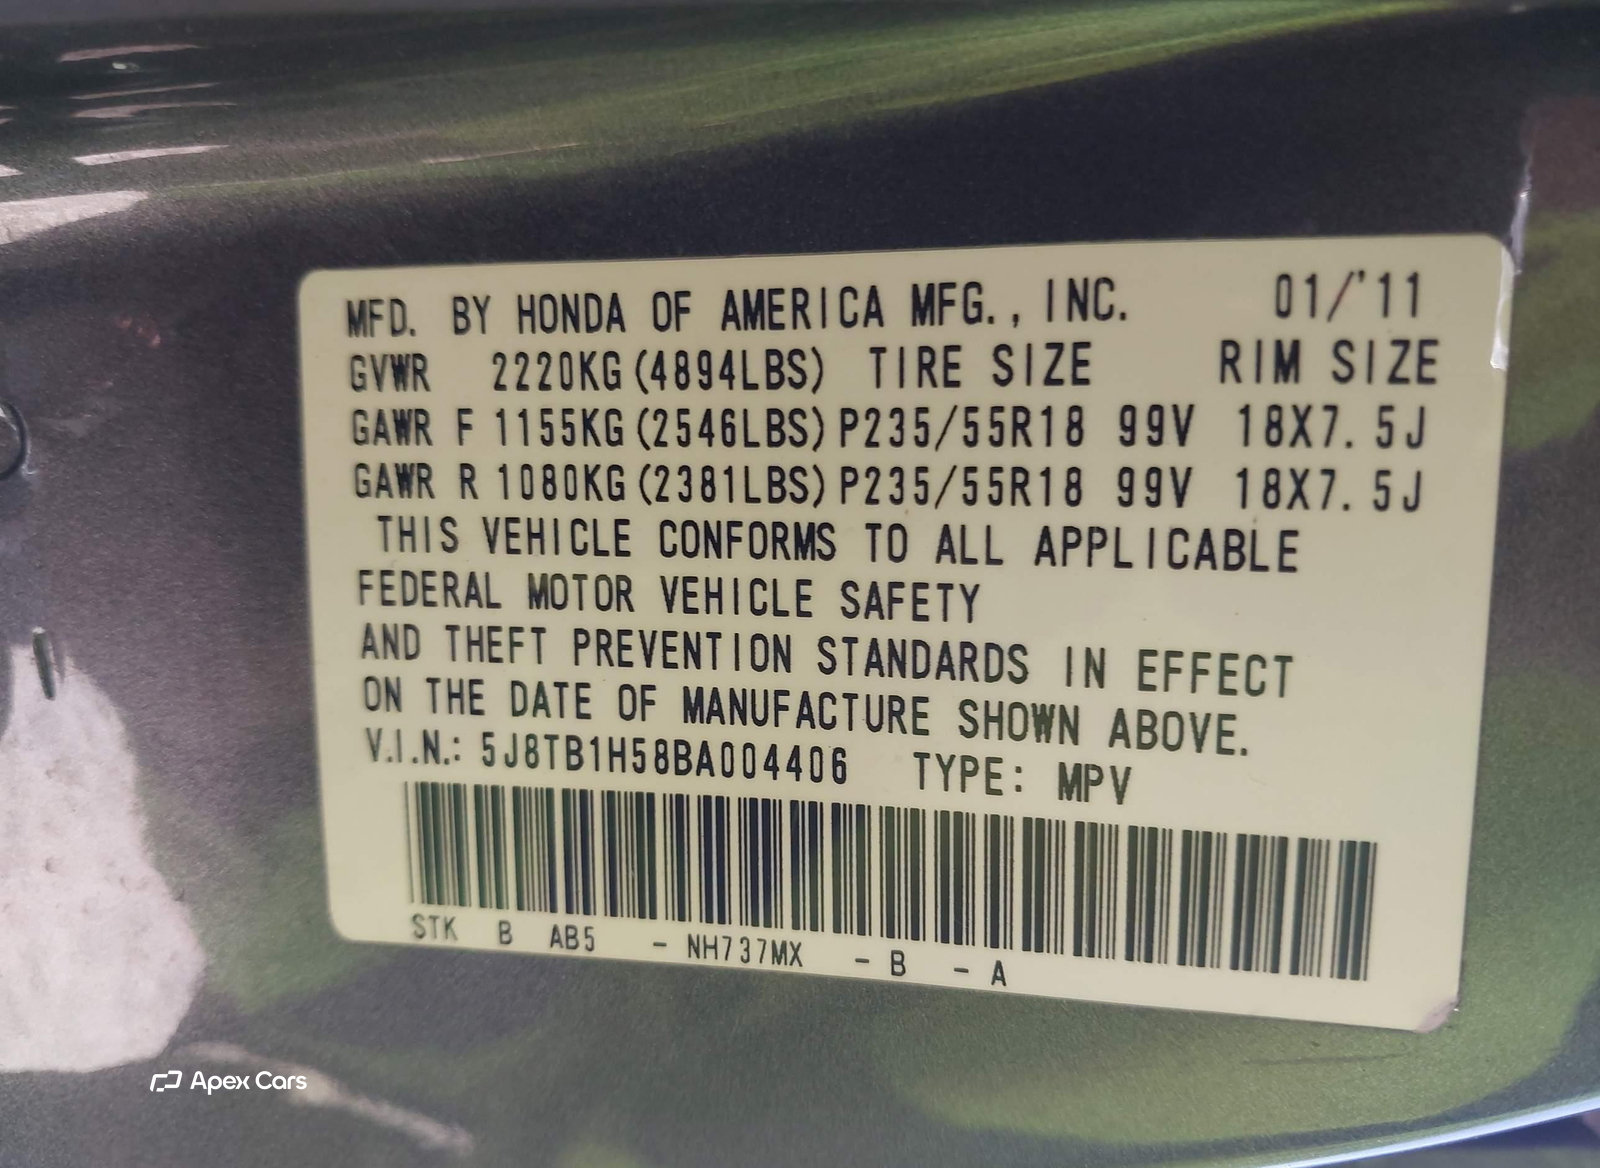 MFD. BY HONDA OF AMERICA MFG., INC. 01/'11
GVWR 2220KG (4894LBS) TIRE SIZE RIM SIZE
GAWR F 1155KG (2546LBS) P235/55R18 99V 18X7.5J
GAWR R 1080KG (2381LBS) P235/55R18 99V 18X7.5J
THIS VEHICLE CONFORMS TO ALL APPLICABLE
FEDERAL MOTOR VEHICLE SAFETY
AND THEFT PREVENTION STANDARDS IN EFFECT
ON THE DATE OF MANUFACTURE SHOWN ABOVE.
V.I.N.: 5J8TB1H58BA004406 TYPE: MPV
STK B AB5 - NH737MX - B - A
Apex Cars